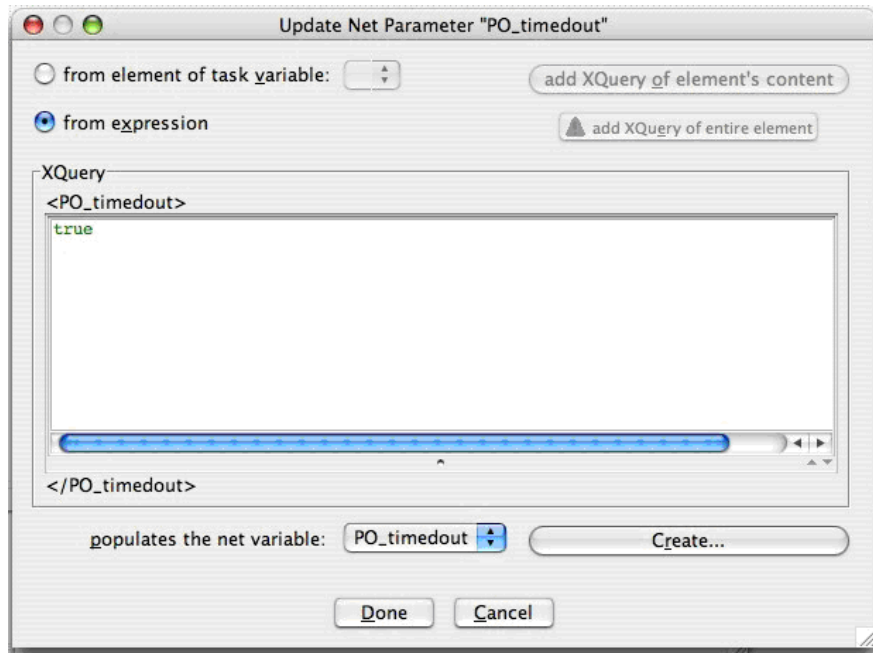 Update Net Parameter "PO_timedout"
from element of task variable:
add XQuery of element's content
from expression
add XQuery of entire element
XQuery
<PO_timedout>
true
</PO_timedout>
populates the net variable:
PO_timedout
Create...
Done
Cancel